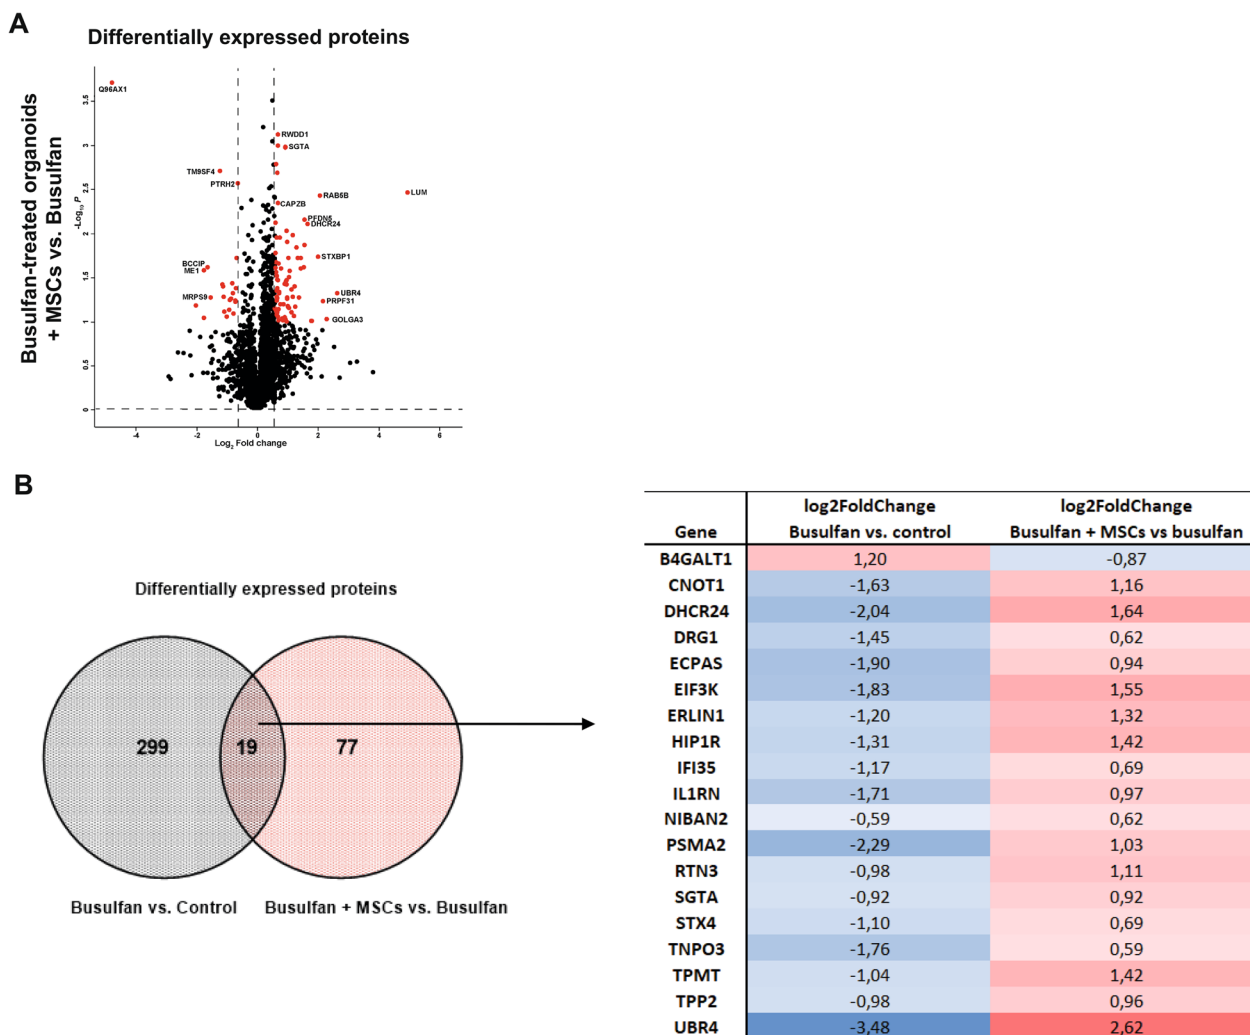 A
Differentially expressed proteins
Busulfan-treated organoids
+ MSCs vs. Busulfan
-Log10 P
3.5
3
2.5
2
1.5
1
0.5
0
-4
-2
0
2
4
6
Log2 Fold change
Q96AX1
RWDD1
SGTA
TM9SF4
PTRH2
RAB5B
LUM
CAPZB
PFDN5
DHCR24
STXBP1
BCCIP
ME1
UBR4
MRPS9
PRPF31
GOLGA3
B
Differentially expressed proteins
299
19
77
Busulfan vs. Control
Busulfan + MSCs vs. Busulfan
log2FoldChange log2FoldChange
Gene Busulfan vs. control Busulfan + MSCs vs busulfan
B4GALT1 1,20 -0,87
CNOT1 -1,63 1,16
DHCR24 -2,04 1,64
DRG1 -1,45 0,62
ECPAS -1,90 0,94
EIF3K -1,83 1,55
ERLIN1 -1,20 1,32
HIP1R -1,31 1,42
IFI35 -1,17 0,69
IL1RN -1,71 0,97
NIBAN2 -0,59 0,62
PSMA2 -2,29 1,03
RTN3 -0,98 1,11
SGTA -0,92 0,92
STX4 -1,10 0,69
TNPO3 -1,76 0,59
TPMT -1,04 1,42
TPP2 -0,98 0,96
UBR4 -3,48 2,62